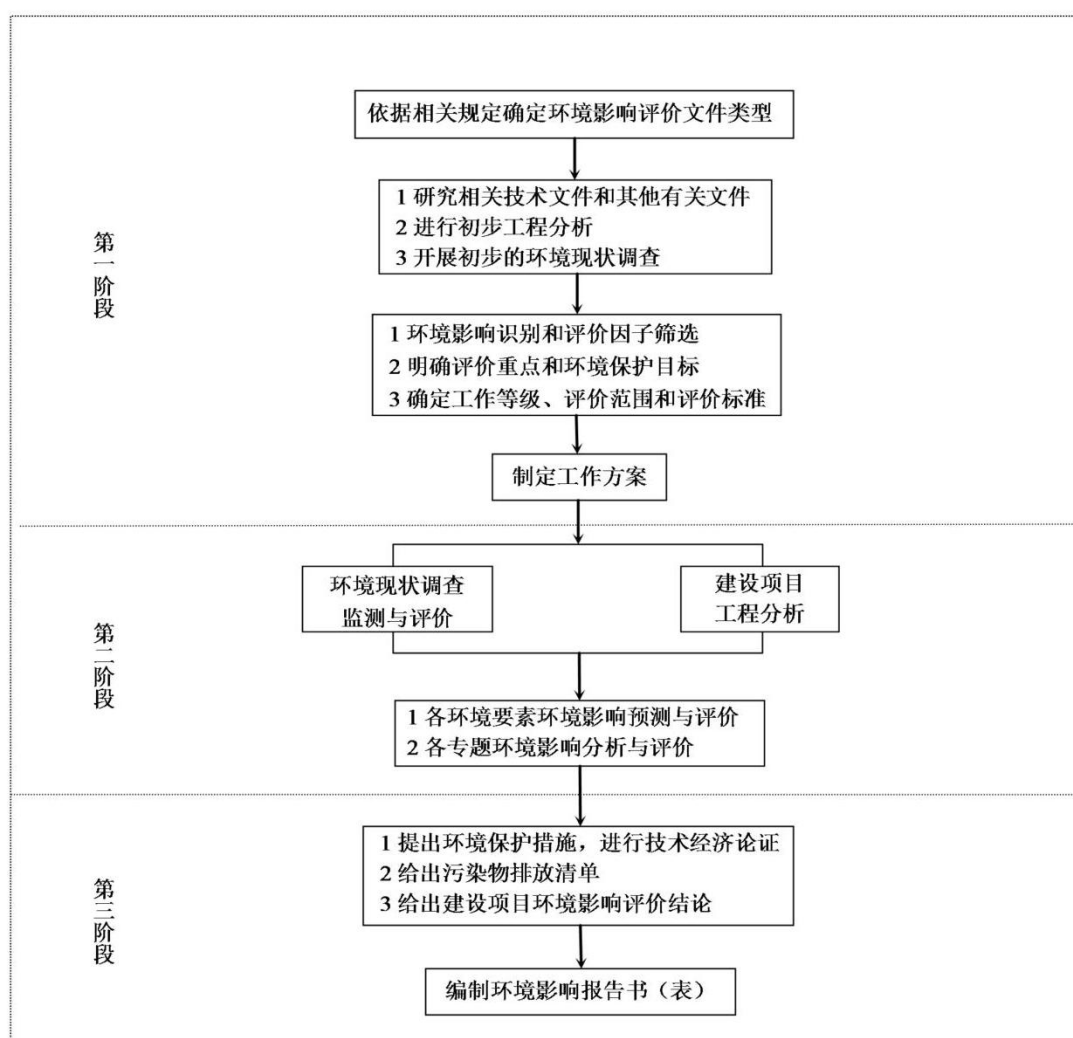 依据相关规定确定环境影响评价文件类型
1 研究相关技术文件和其他有关文件
2 进行初步工程分析
3 开展初步的环境现状调查
第一阶段
1 环境影响识别和评价因子筛选
2 明确评价重点和环境保护目标
3 确定工作等级、评价范围和评价标准
制定工作方案
环境现状调查
监测与评价
建设项目
工程分析
第二阶段
1 各环境要素环境影响预测与评价
2 各专题环境影响分析与评价
1 提出环境保护措施，进行技术经济论证
2 给出污染物排放清单
3 给出建设项目环境影响评价结论
第三阶段
编制环境影响报告书（表）